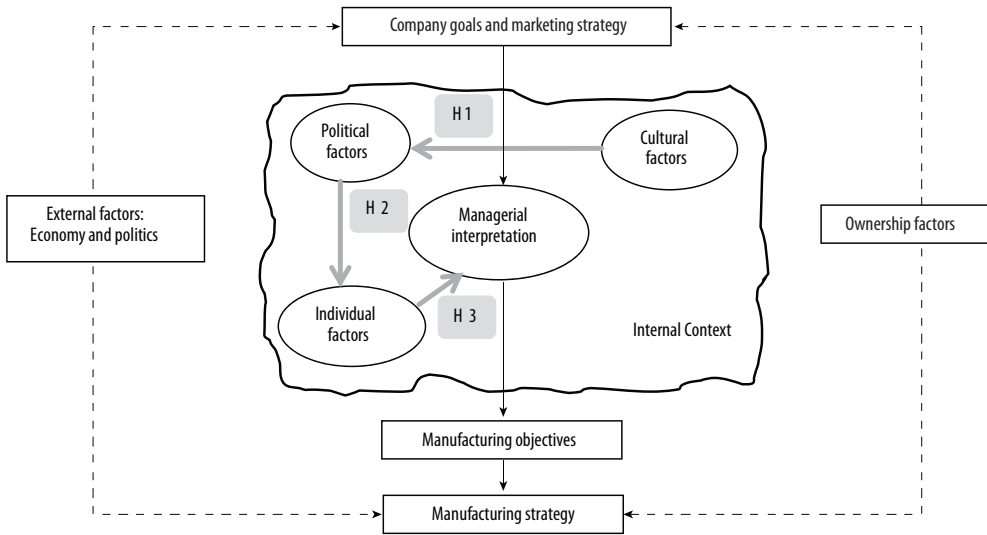 Company goals and marketing strategy
H 1
Political
factors
Cultural
factors
H 2
Managerial
interpretation
External factors:
Economy and politics
Ownership factors
Individual
factors
H 3
Internal Context
Manufacturing objectives
Manufacturing strategy